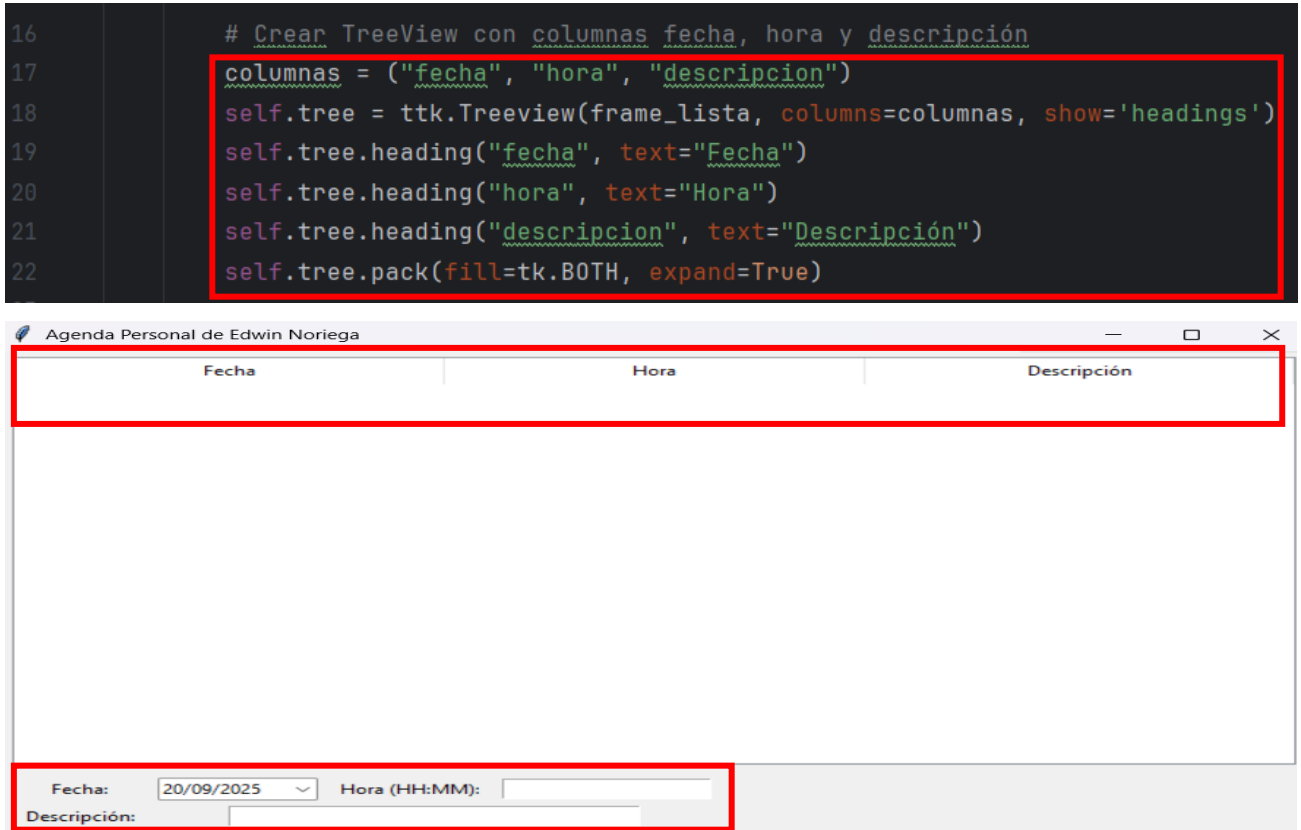 16 # Crear TreeView con columnas fecha, hora y descripción
17 columnas = ("fecha", "hora", "descripcion")
18 self.tree = ttk.Treeview(frame_lista, columns=columnas, show='headings')
19 self.tree.heading("fecha", text="Fecha")
20 self.tree.heading("hora", text="Hora")
21 self.tree.heading("descripcion", text="Descripción")
22 self.tree.pack(fill=tk.BOTH, expand=True)
Agenda Personal de Edwin Noriega
Fecha Hora Descripción
Fecha: 20/09/2025 Hora (HH:MM):
Descripción: